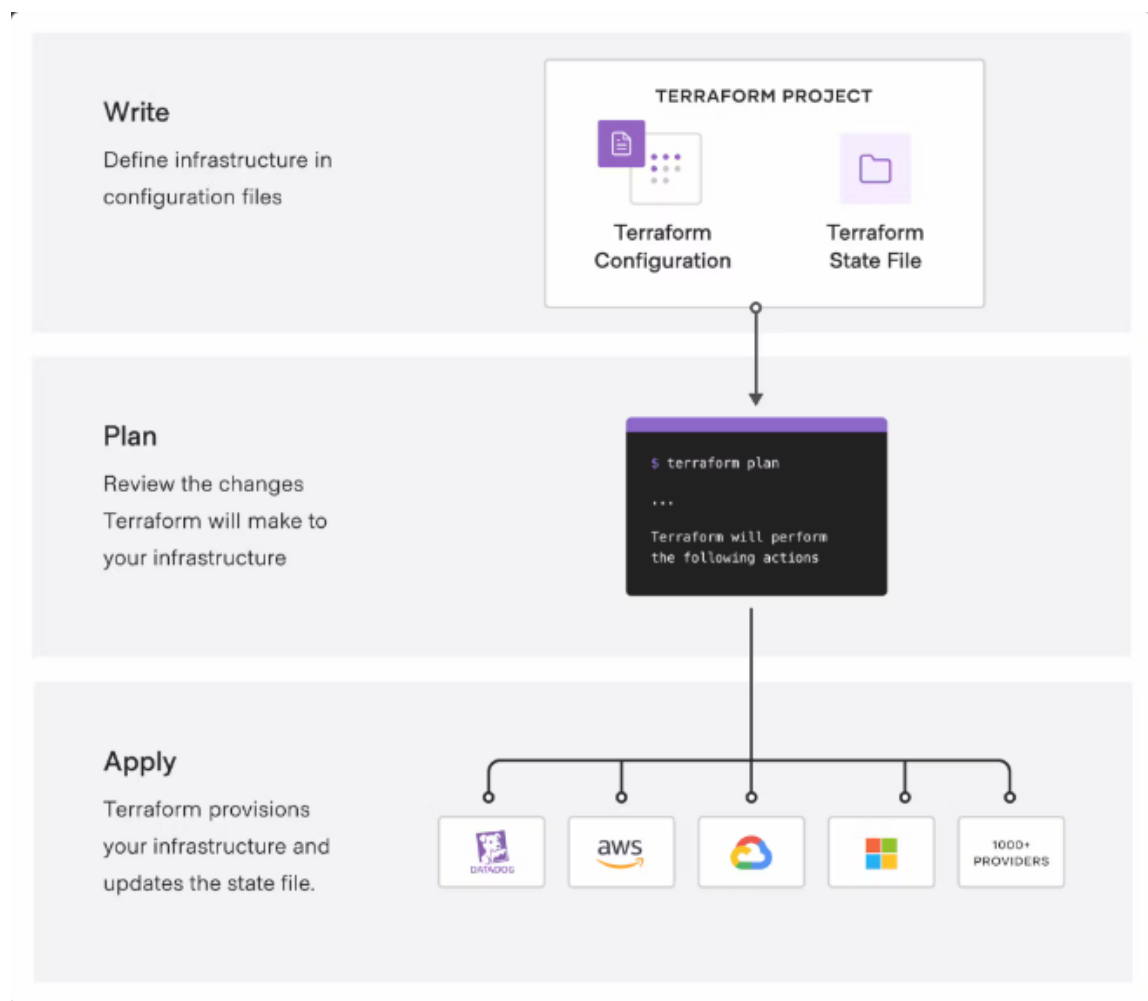 Write
Define infrastructure in
configuration files
TERRAFORM PROJECT
Terraform
Configuration
Terraform
State File
Plan
Review the changes
Terraform will make to
your infrastructure
$ terraform plan
...
Terraform will perform
the following actions
Apply
Terraform provisions
your infrastructure and
updates the state file.
DATADOG
aws
1000+
PROVIDERS